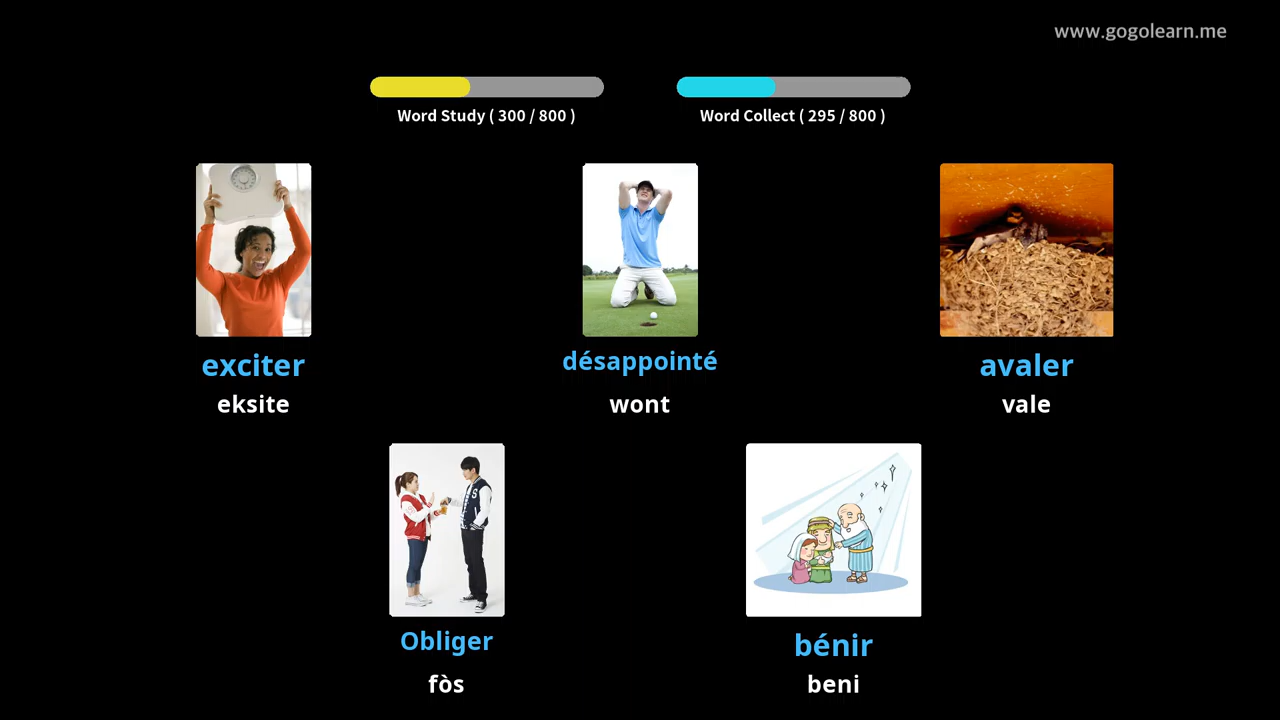 www.gogolearn.me
Word Study ( 300 / 800 )
Word Collect ( 295 / 800 )
exciter
eksite
désappointé
wont
avaler
vale
Obliger
fòs
bénir
beni